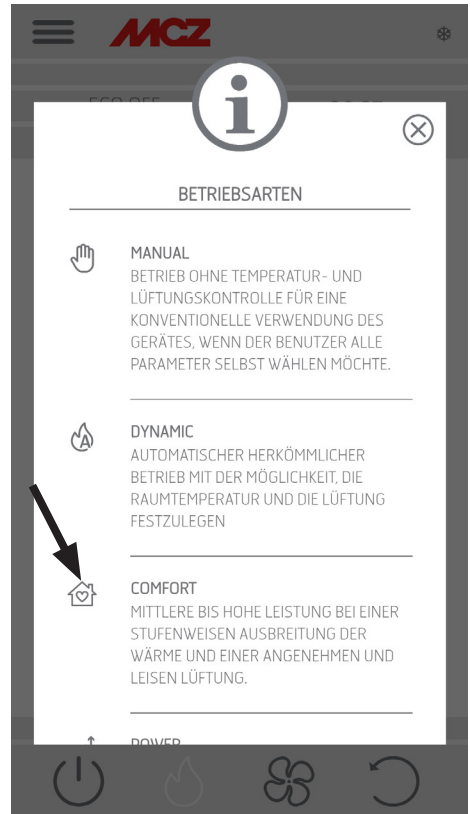 MCZ
i
BETRIEBSARTEN
MANUAL
BETRIEB OHNE TEMPERATUR- UND
LÜFTUNGSKONTROLLE FÜR EINE
KONVENTIONELLE VERWENDUNG DES
GERÄTES, WENN DER BENUTZER ALLE
PARAMETER SELBST WÄHLEN MÖCHTE.
A
DYNAMIC
AUTOMATISCHER HERKÖMMLICHER
BETRIEB MIT DER MÖGLICHKEIT, DIE
RAUMTEMPERATUR UND DIE LÜFTUNG
FESTZULEGEN
COMFORT
MITTLERE BIS HOHE LEISTUNG BEI EINER
STUFENWEISEN AUSBREITUNG DER
WÄRME UND EINER ANGENEHMEN UND
LEISEN LÜFTUNG.
POWER